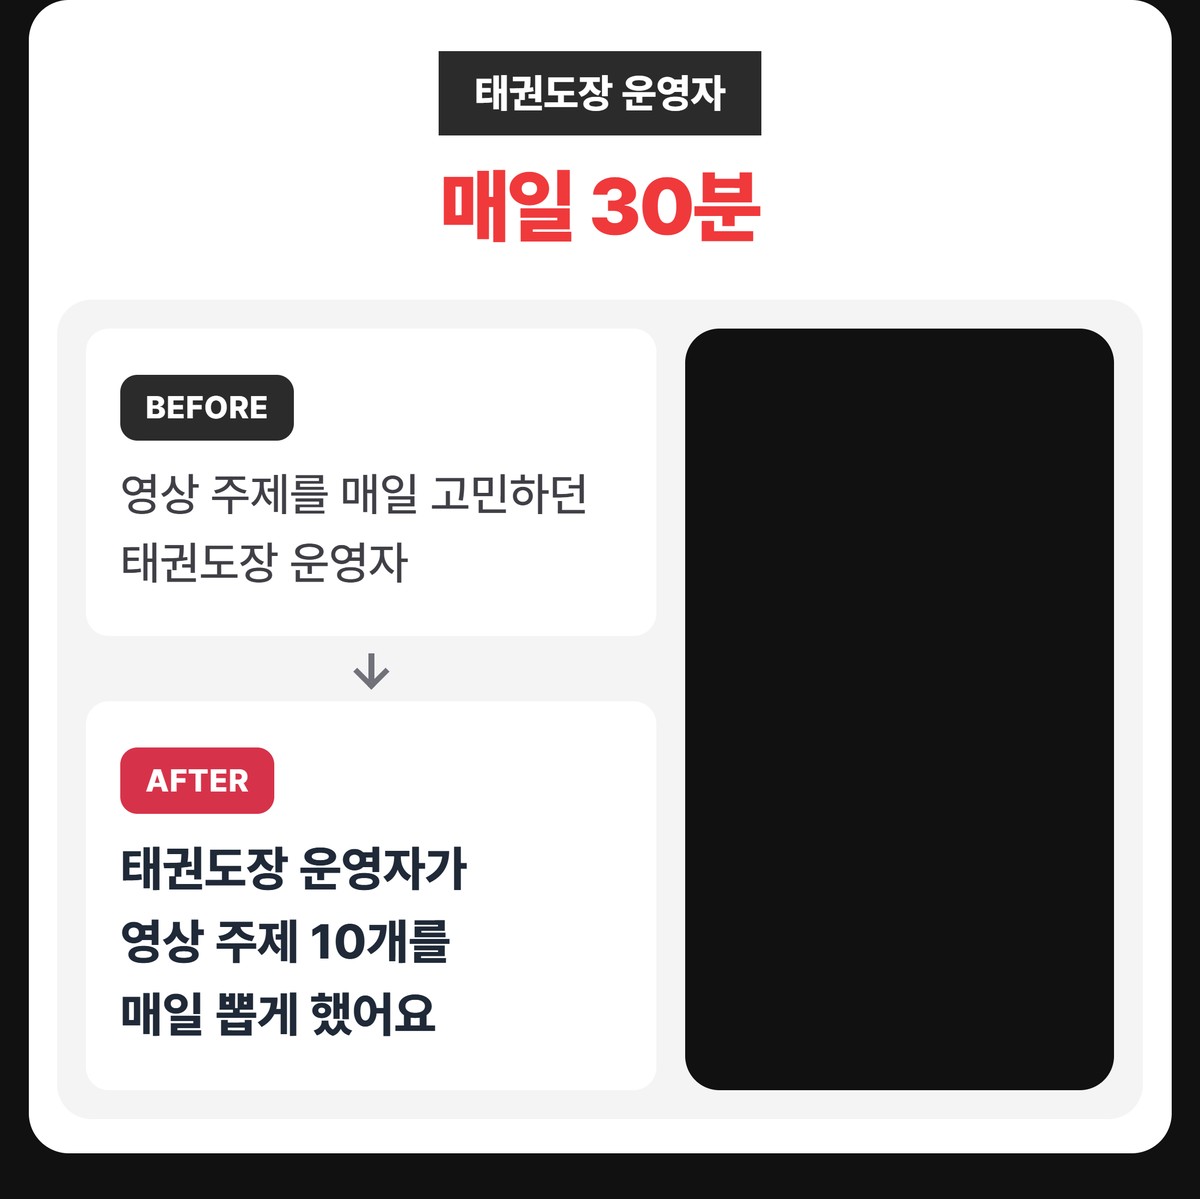 태권도장 운영자
매일 30분
BEFORE
영상 주제를 매일 고민하던
태권도장 운영자
↓
AFTER
태권도장 운영자가
영상 주제 10개를
매일 뽑게 했어요